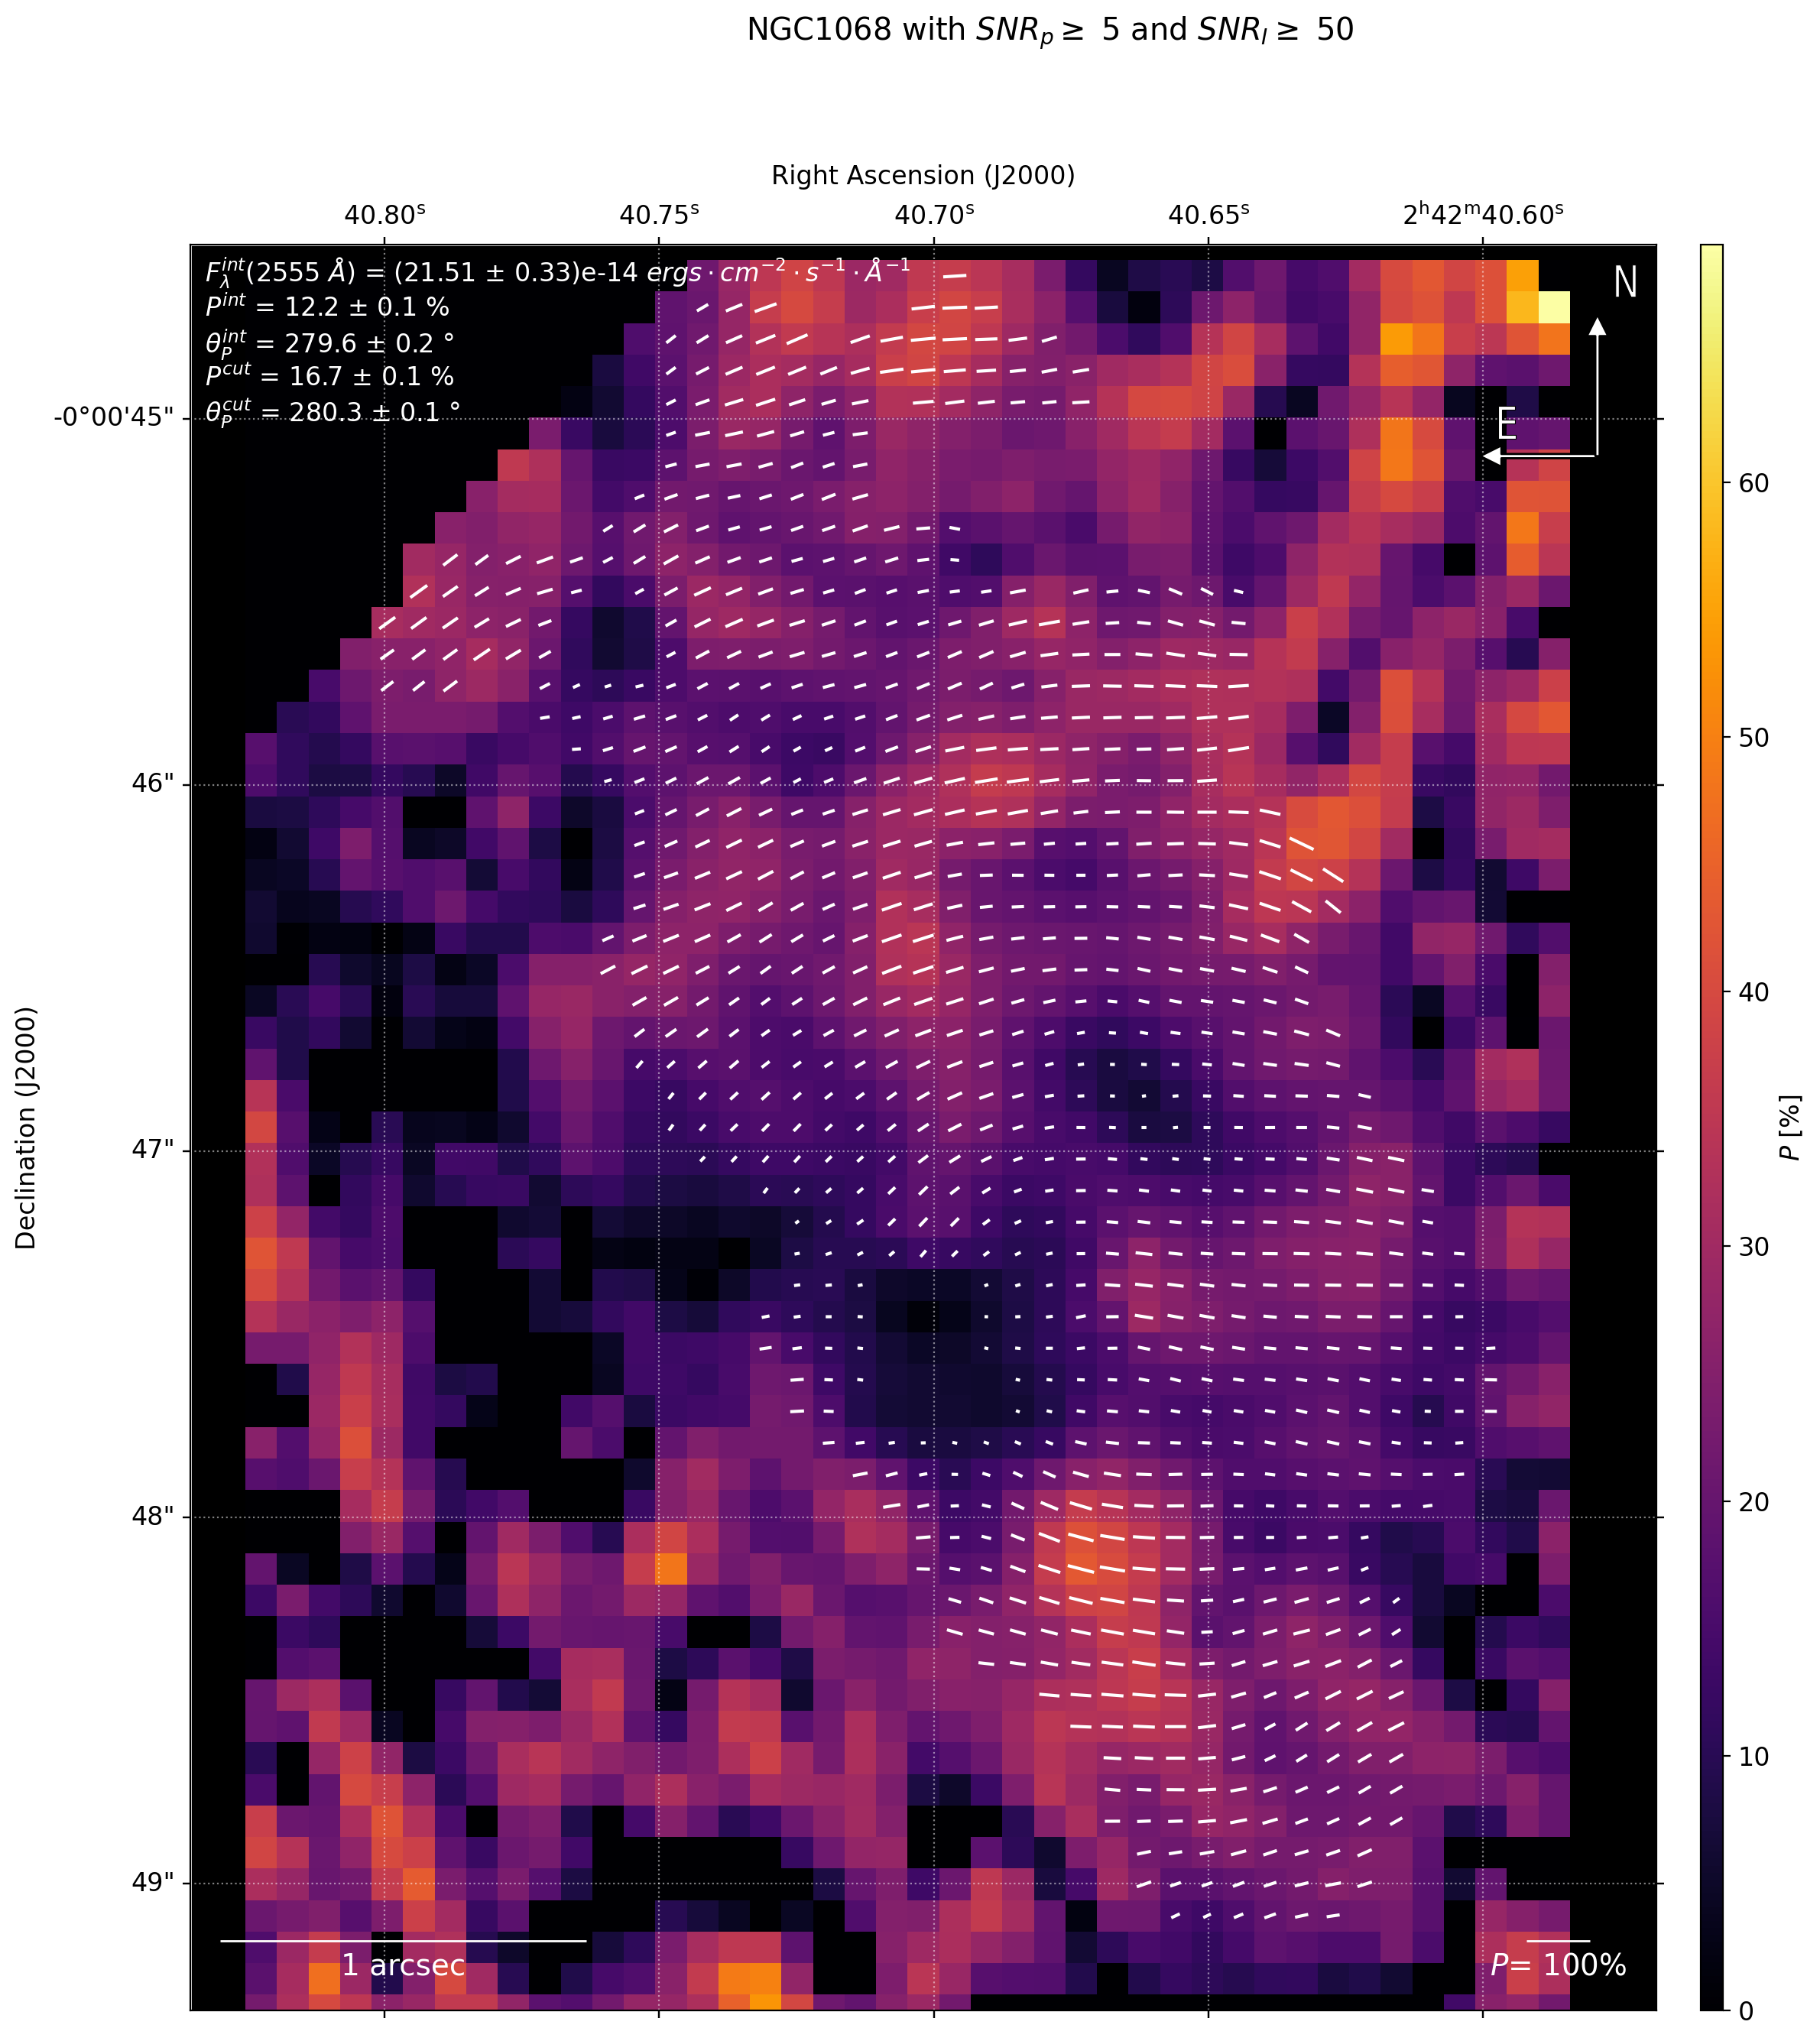 NGC1068 with SNR_p ≥ 5 and SNR_I ≥ 50
Right Ascension (J2000)
40.80ˢ 40.75ˢ 40.70ˢ 40.65ˢ 2ʰ42ᵐ40.60ˢ
F_λ^int(2555 Å) = (21.51 ± 0.33)e-14 ergs · cm⁻² · s⁻¹ · Å⁻¹
P^int = 12.2 ± 0.1 %
θ_P^int = 279.6 ± 0.2 °
P^cut = 16.7 ± 0.1 %
θ_P^cut = 280.3 ± 0.1 °
N
E
-0°00'45"
46"
47"
48"
49"
Declination (J2000)
1 arcsec
P= 100%
60
50
40
30
20
10
0
P [%]